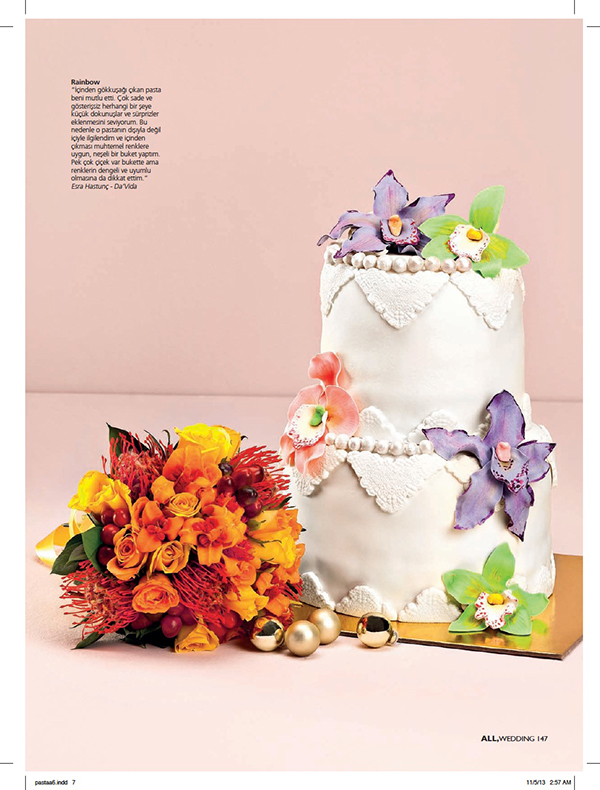 Rainbow
“İçinden gökkuşağı çıkan pasta
beni mutlu etti. Çok sade ve
gösterişsiz herhangi bir şeye
küçük dokunuşlar ve sürprizler
eklenmesini seviyorum. Bu
nedenle o pastanın dışıyla değil
içiyle ilgilendim ve içinden
çıkması muhtemel renklere
uygun, neşeli bir buket yaptım.
Pek çok çiçek var bukette ama
renklerin dengeli ve uyumlu
olmasına da dikkat ettim.”
Esra Hastunç - Da’Vida
ALL,WEDDING 147
pastaa6.indd 7
11/5/13 2:57 AM